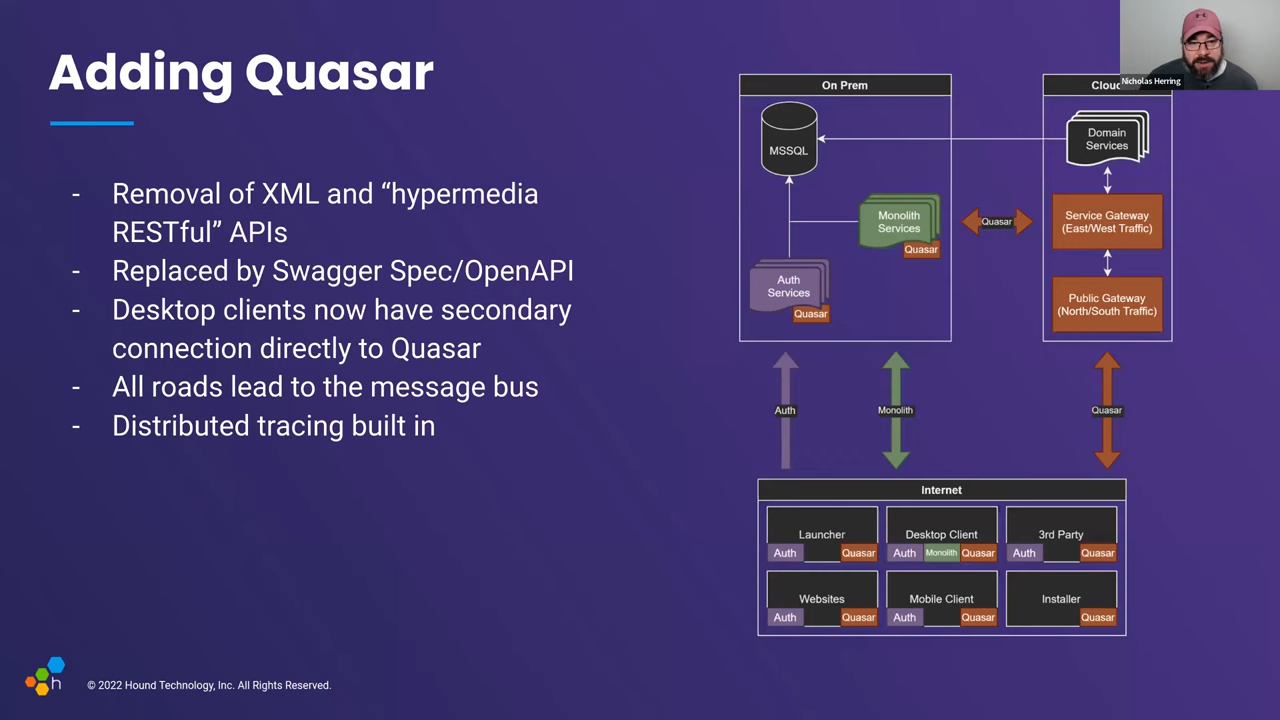 Adding Quasar
- Removal of XML and “hypermedia
RESTful” APIs
- Replaced by Swagger Spec/OpenAPI
- Desktop clients now have secondary
connection directly to Quasar
- All roads lead to the message bus
- Distributed tracing built in
On Prem
MSSQL
Monolith
Services
Quasar
Auth
Services
Quasar
Quasar
Cloud
Domain
Services
Service Gateway
(East/West Traffic)
Public Gateway
(North/South Traffic)
Auth
Monolith
Quasar
Internet
Launcher
Auth Quasar
Desktop Client
Auth Monolith Quasar
3rd Party
Auth Quasar
Websites
Auth Quasar
Mobile Client
Auth Quasar
Installer
Quasar
Nicholas Herring
h
© 2022 Hound Technology, Inc. All Rights Reserved.